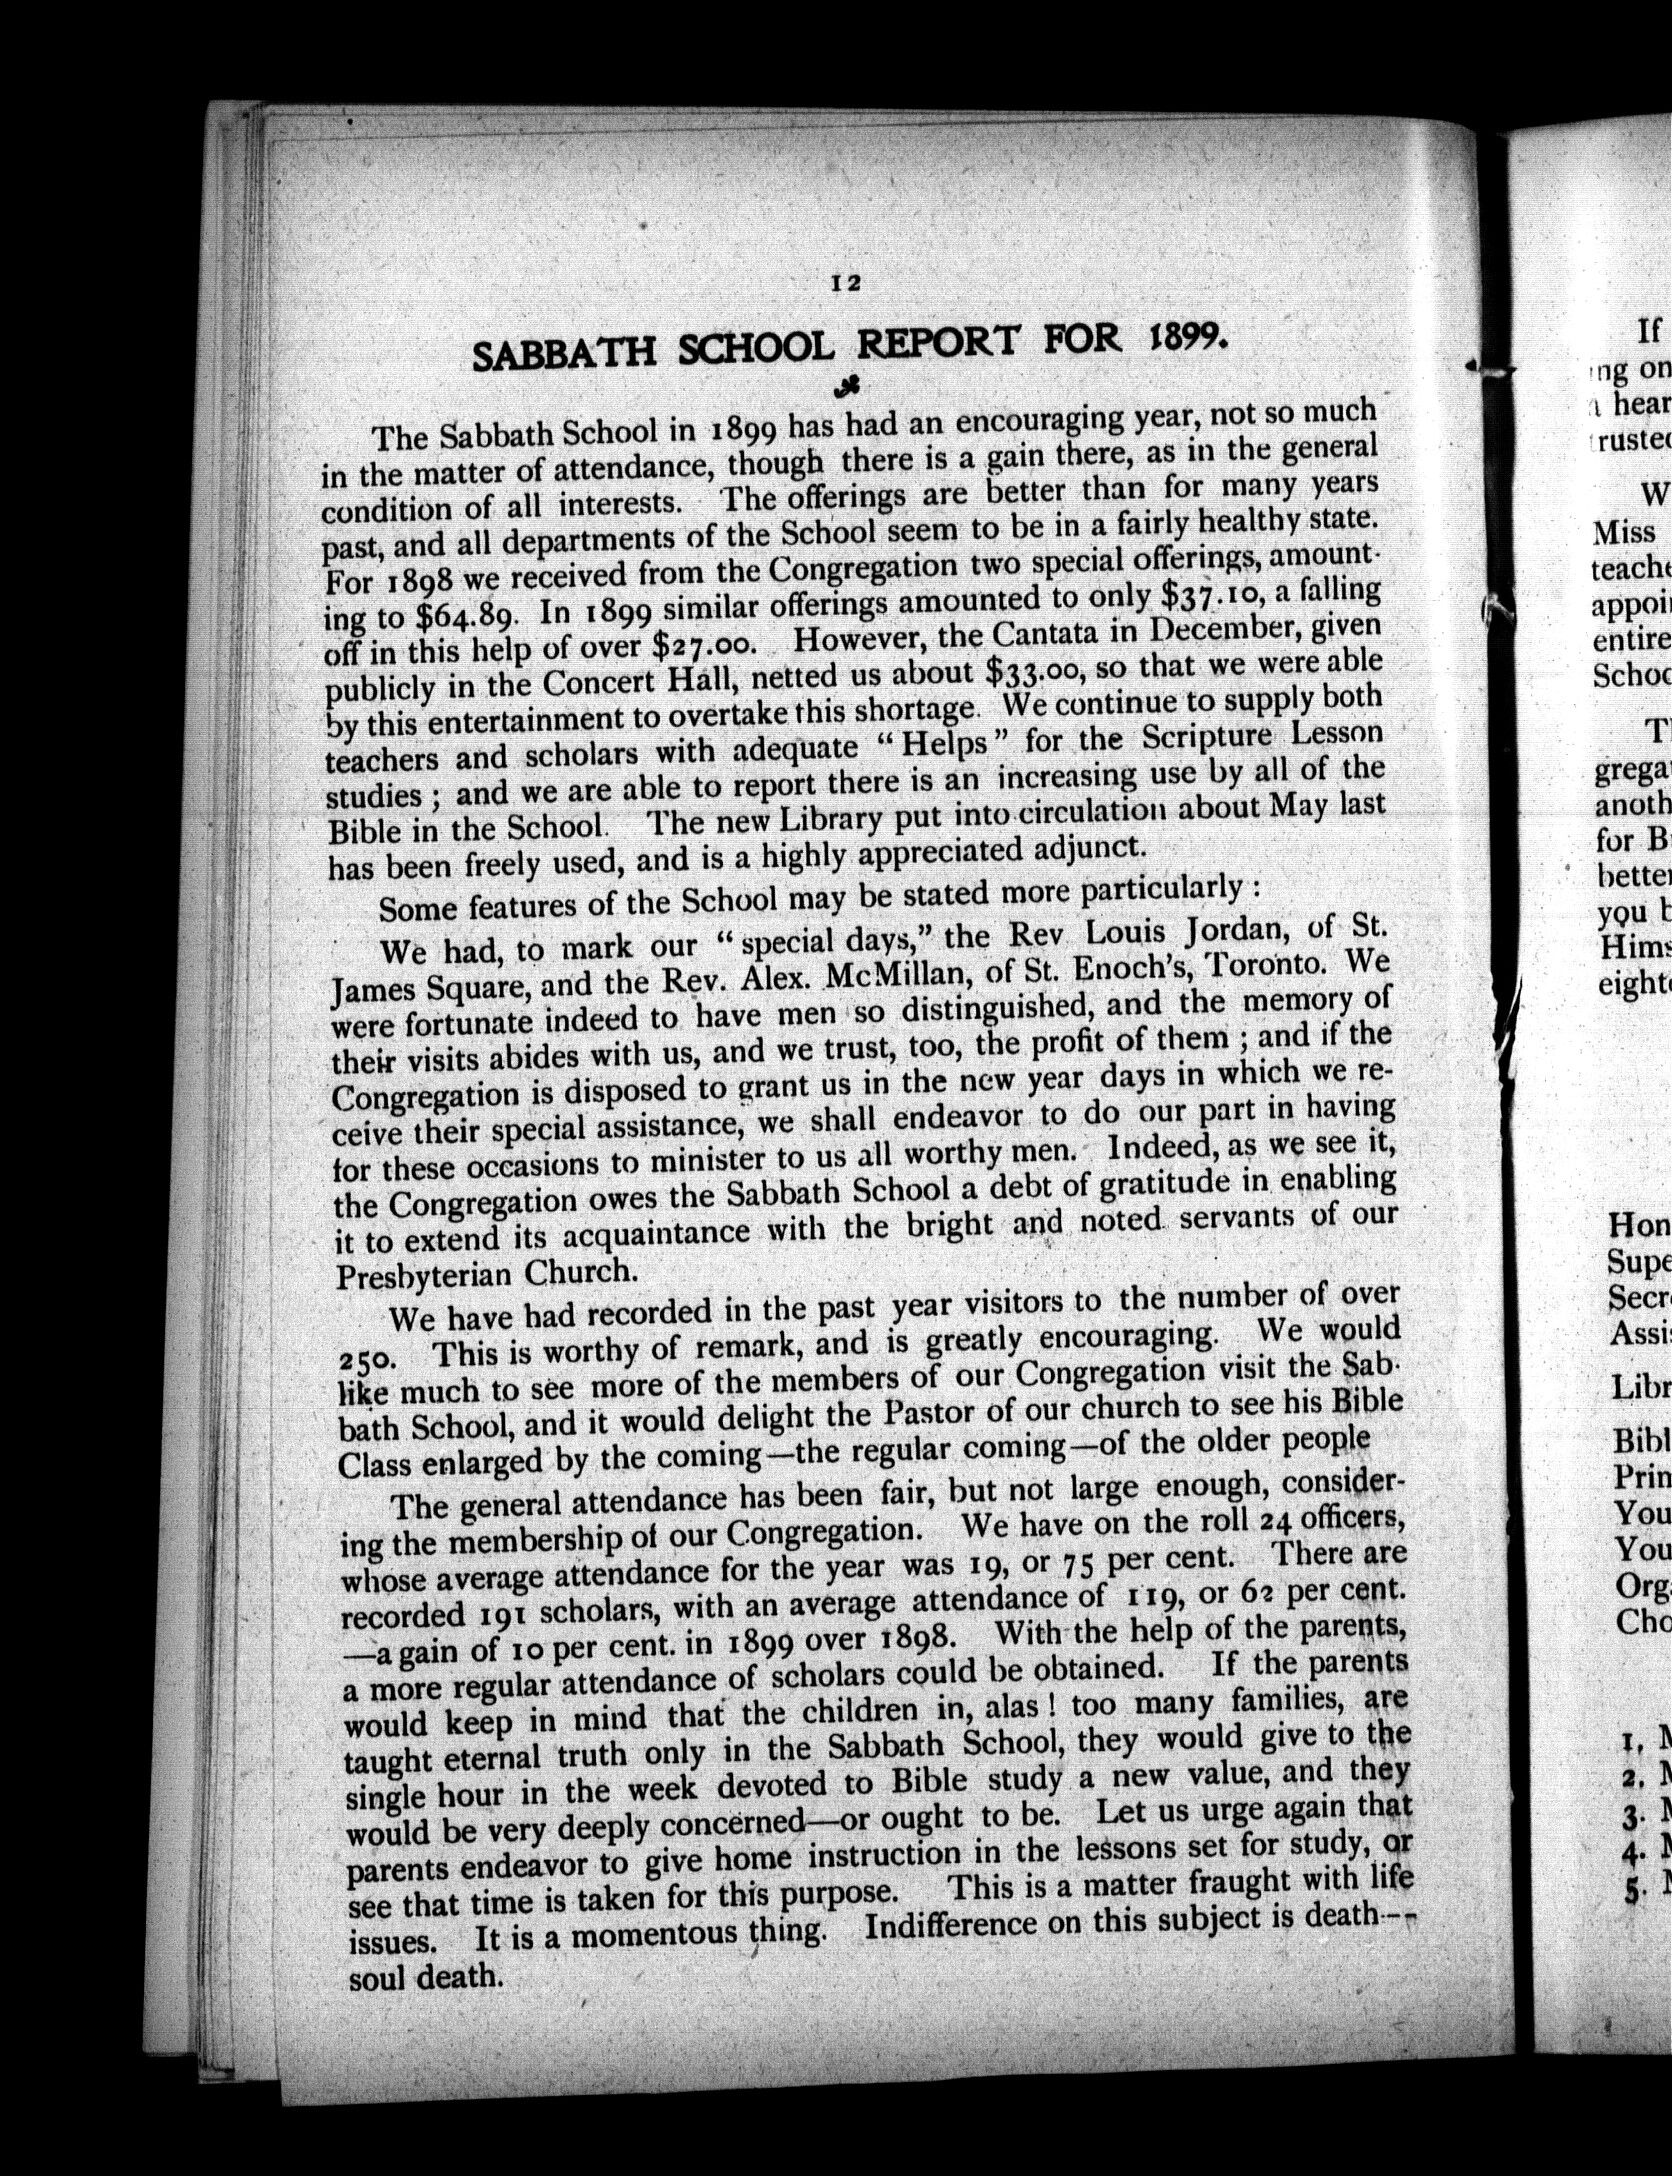 12
SABBATH SCHOOL REPORT FOR 1899.
The Sabbath School in 1899 has had an encouraging year, not so much
in the matter of attendance, though there is a gain there, as in the general
condition of all interests. The offerings are better than for many years
past, and all departments of the School seem to be in a fairly healthy state.
For 1898 we received from the Congregation two special offerings, amount-
ing to $64.89. In 1899 similar offerings amounted to only $37.10, a falling
off in this help of over $27.00. However, the Cantata in December, given
publicly in the Concert Hall, netted us about $33.00, so that we were able
by this entertainment to overtake this shortage. We continue to supply both
teachers and scholars with adequate "Helps" for the Scripture Lesson
studies ; and we are able to report there is an increasing use by all of the
Bible in the School. The new Library put into circulation about May last
has been freely used, and is a highly appreciated adjunct.
Some features of the School may be stated more particularly :
We had, to mark our "special days," the Rev Louis Jordan, of St.
James Square, and the Rev. Alex. McMillan, of St. Enoch's, Toronto. We
were fortunate indeed to have men so distinguished, and the memory of
their visits abides with us, and we trust, too, the profit of them ; and if the
Congregation is disposed to grant us in the new year days in which we re-
ceive their special assistance, we shall endeavor to do our part in having
for these occasions to minister to us all worthy men. Indeed, as we see it,
the Congregation owes the Sabbath School a debt of gratitude in enabling
it to extend its acquaintance with the bright and noted servants of our
Presbyterian Church.
We have had recorded in the past year visitors to the number of over
250. This is worthy of remark, and is greatly encouraging. We would
like much to see more of the members of our Congregation visit the Sab-
bath School, and it would delight the Pastor of our church to see his Bible
Class enlarged by the coming—the regular coming—of the older people
The general attendance has been fair, but not large enough, consider-
ing the membership of our Congregation. We have on the roll 24 officers,
whose average attendance for the year was 19, or 75 per cent. There are
recorded 191 scholars, with an average attendance of 119, or 62 per cent.
—a gain of 10 per cent. in 1899 over 1898. With the help of the parents,
a more regular attendance of scholars could be obtained. If the parents
would keep in mind that the children in, alas ! too many families, are
taught eternal truth only in the Sabbath School, they would give to the
single hour in the week devoted to Bible study a new value, and they
would be very deeply concerned—or ought to be. Let us urge again that
parents endeavor to give home instruction in the lessons set for study, or
see that time is taken for this purpose. This is a matter fraught with life
issues. It is a momentous thing. Indifference on this subject is death--
soul death.
If
on
Miss
1,
2.
3.
4.
5.